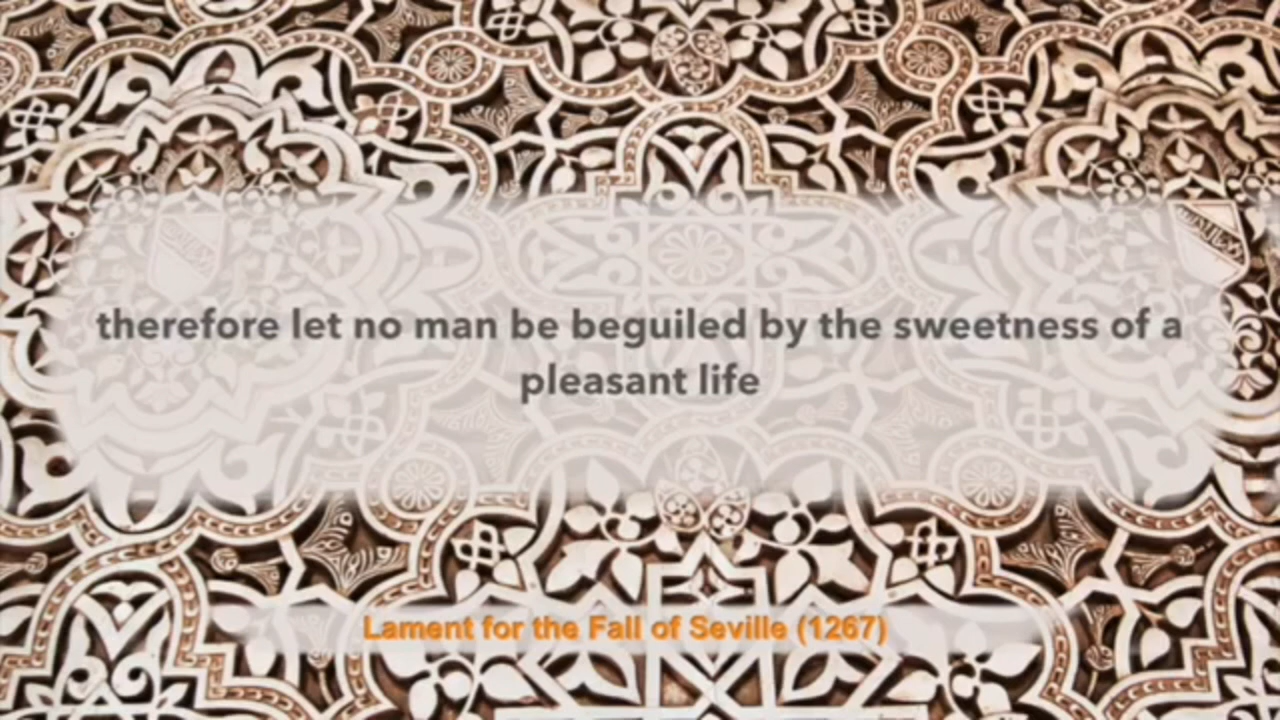 therefore let no man be beguiled by the sweetness of a
pleasant life
Lament for the Fall of Seville (1267)